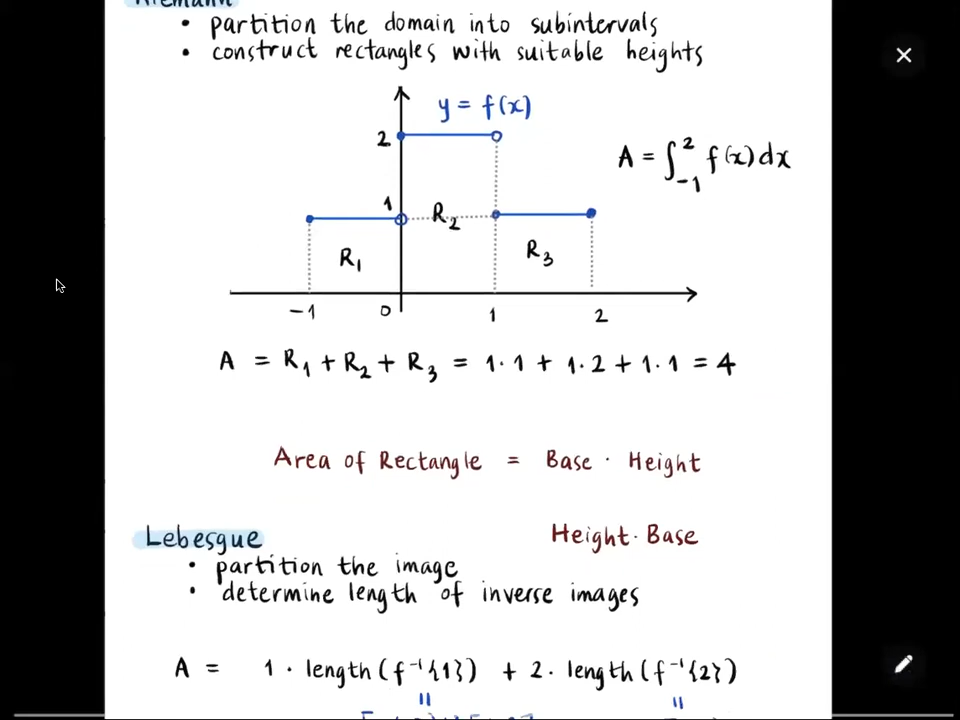 Riemann
• partition the domain into subintervals
• construct rectangles with suitable heights
y = f(x)
2
A = ∫₋₁² f(x) dx
1
R₂
R₁
R₃
-1
0
1
2
A = R₁ + R₂ + R₃ = 1·1 + 1·2 + 1·1 = 4
Area of Rectangle = Base · Height
Lebesgue
Height · Base
• partition the image
• determine length of inverse images
A = 1 · length (f⁻¹{1}) + 2 · length (f⁻¹{2})